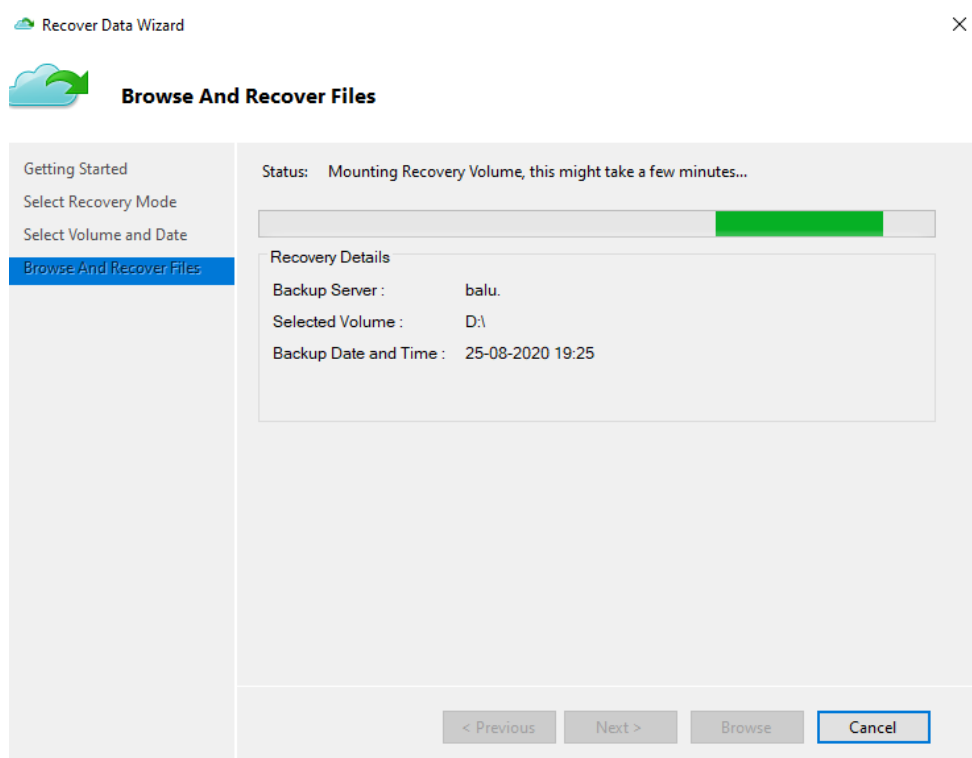 Recover Data Wizard
Browse And Recover Files
Getting Started
Select Recovery Mode
Select Volume and Date
Browse And Recover Files
Status: Mounting Recovery Volume, this might take a few minutes...
Recovery Details
Backup Server : balu.
Selected Volume : D:\
Backup Date and Time : 25-08-2020 19:25
< Previous Next > Browse Cancel